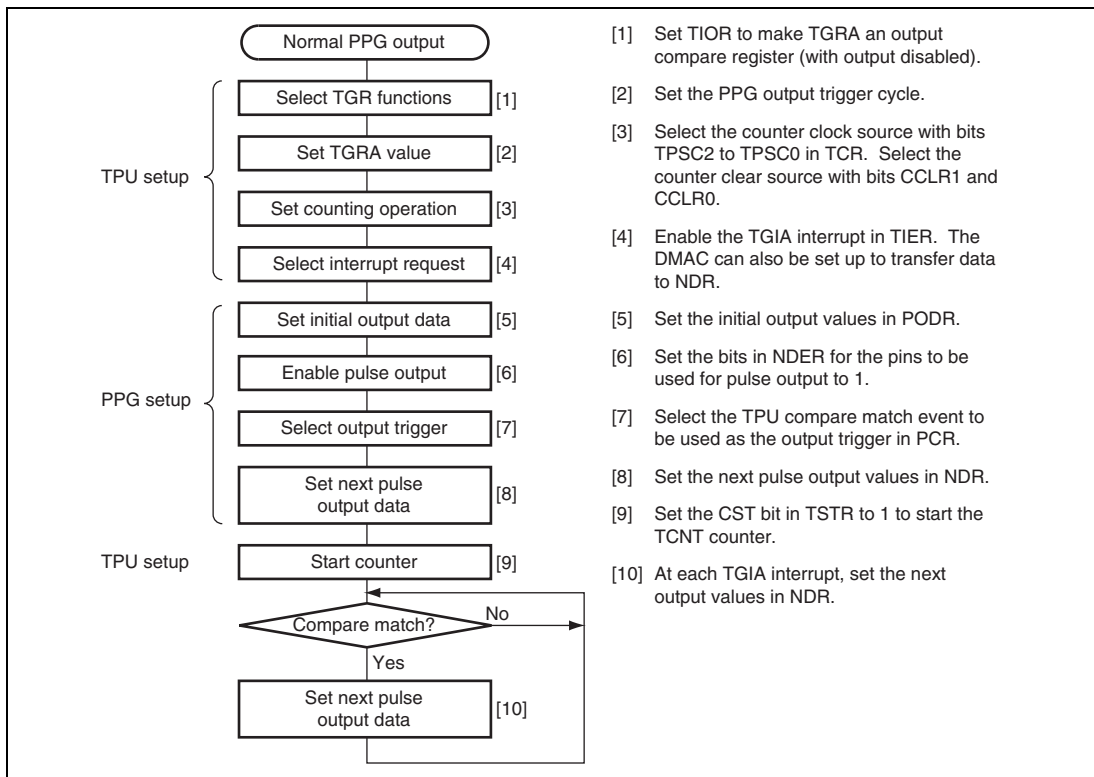 Normal PPG output
Select TGR functions [1]
Set TGRA value [2]
TPU setup
Set counting operation [3]
Select interrupt request [4]
Set initial output data [5]
Enable pulse output [6]
PPG setup
Select output trigger [7]
Set next pulse
output data [8]
TPU setup
Start counter [9]
Compare match?
No
Yes
Set next pulse
output data [10]
[1] Set TIOR to make TGRA an output
compare register (with output disabled).
[2] Set the PPG output trigger cycle.
[3] Select the counter clock source with bits
TPSC2 to TPSC0 in TCR. Select the
counter clear source with bits CCLR1 and
CCLR0.
[4] Enable the TGIA interrupt in TIER. The
DMAC can also be set up to transfer data
to NDR.
[5] Set the initial output values in PODR.
[6] Set the bits in NDER for the pins to be
used for pulse output to 1.
[7] Select the TPU compare match event to
be used as the output trigger in PCR.
[8] Set the next pulse output values in NDR.
[9] Set the CST bit in TSTR to 1 to start the
TCNT counter.
[10] At each TGIA interrupt, set the next
output values in NDR.